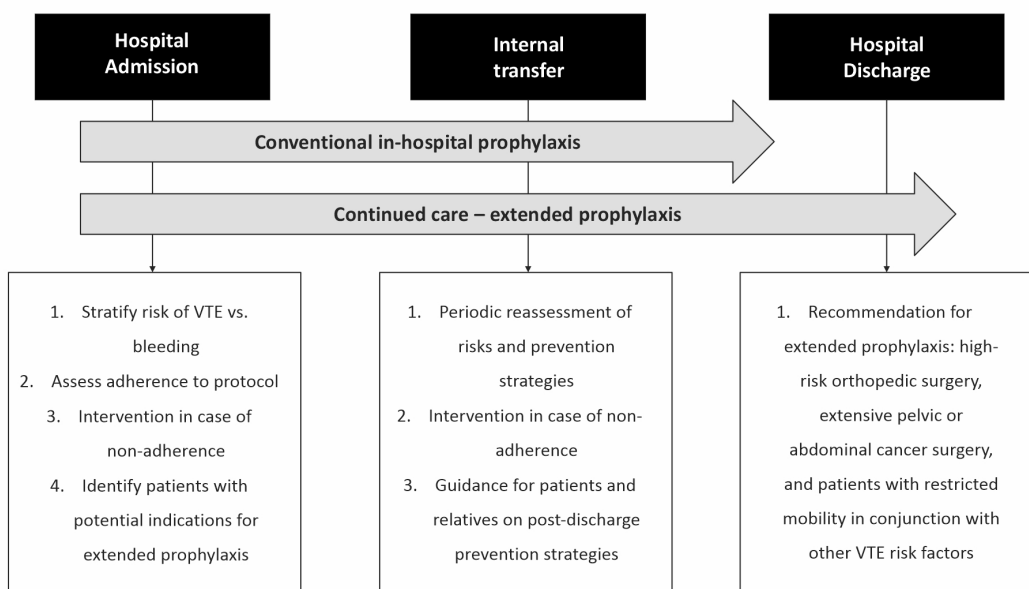 Hospital
Admission
Internal
transfer
Hospital
Discharge
Conventional in-hospital prophylaxis
Continued care – extended prophylaxis
1. Stratify risk of VTE vs.
bleeding
2. Assess adherence to protocol
3. Intervention in case of
non-adherence
4. Identify patients with
potential indications for
extended prophylaxis
1. Periodic reassessment of
risks and prevention
strategies
2. Intervention in case of non-
adherence
3. Guidance for patients and
relatives on post-discharge
prevention strategies
1. Recommendation for
extended prophylaxis: high-
risk orthopedic surgery,
extensive pelvic or
abdominal cancer surgery,
and patients with restricted
mobility in conjunction with
other VTE risk factors